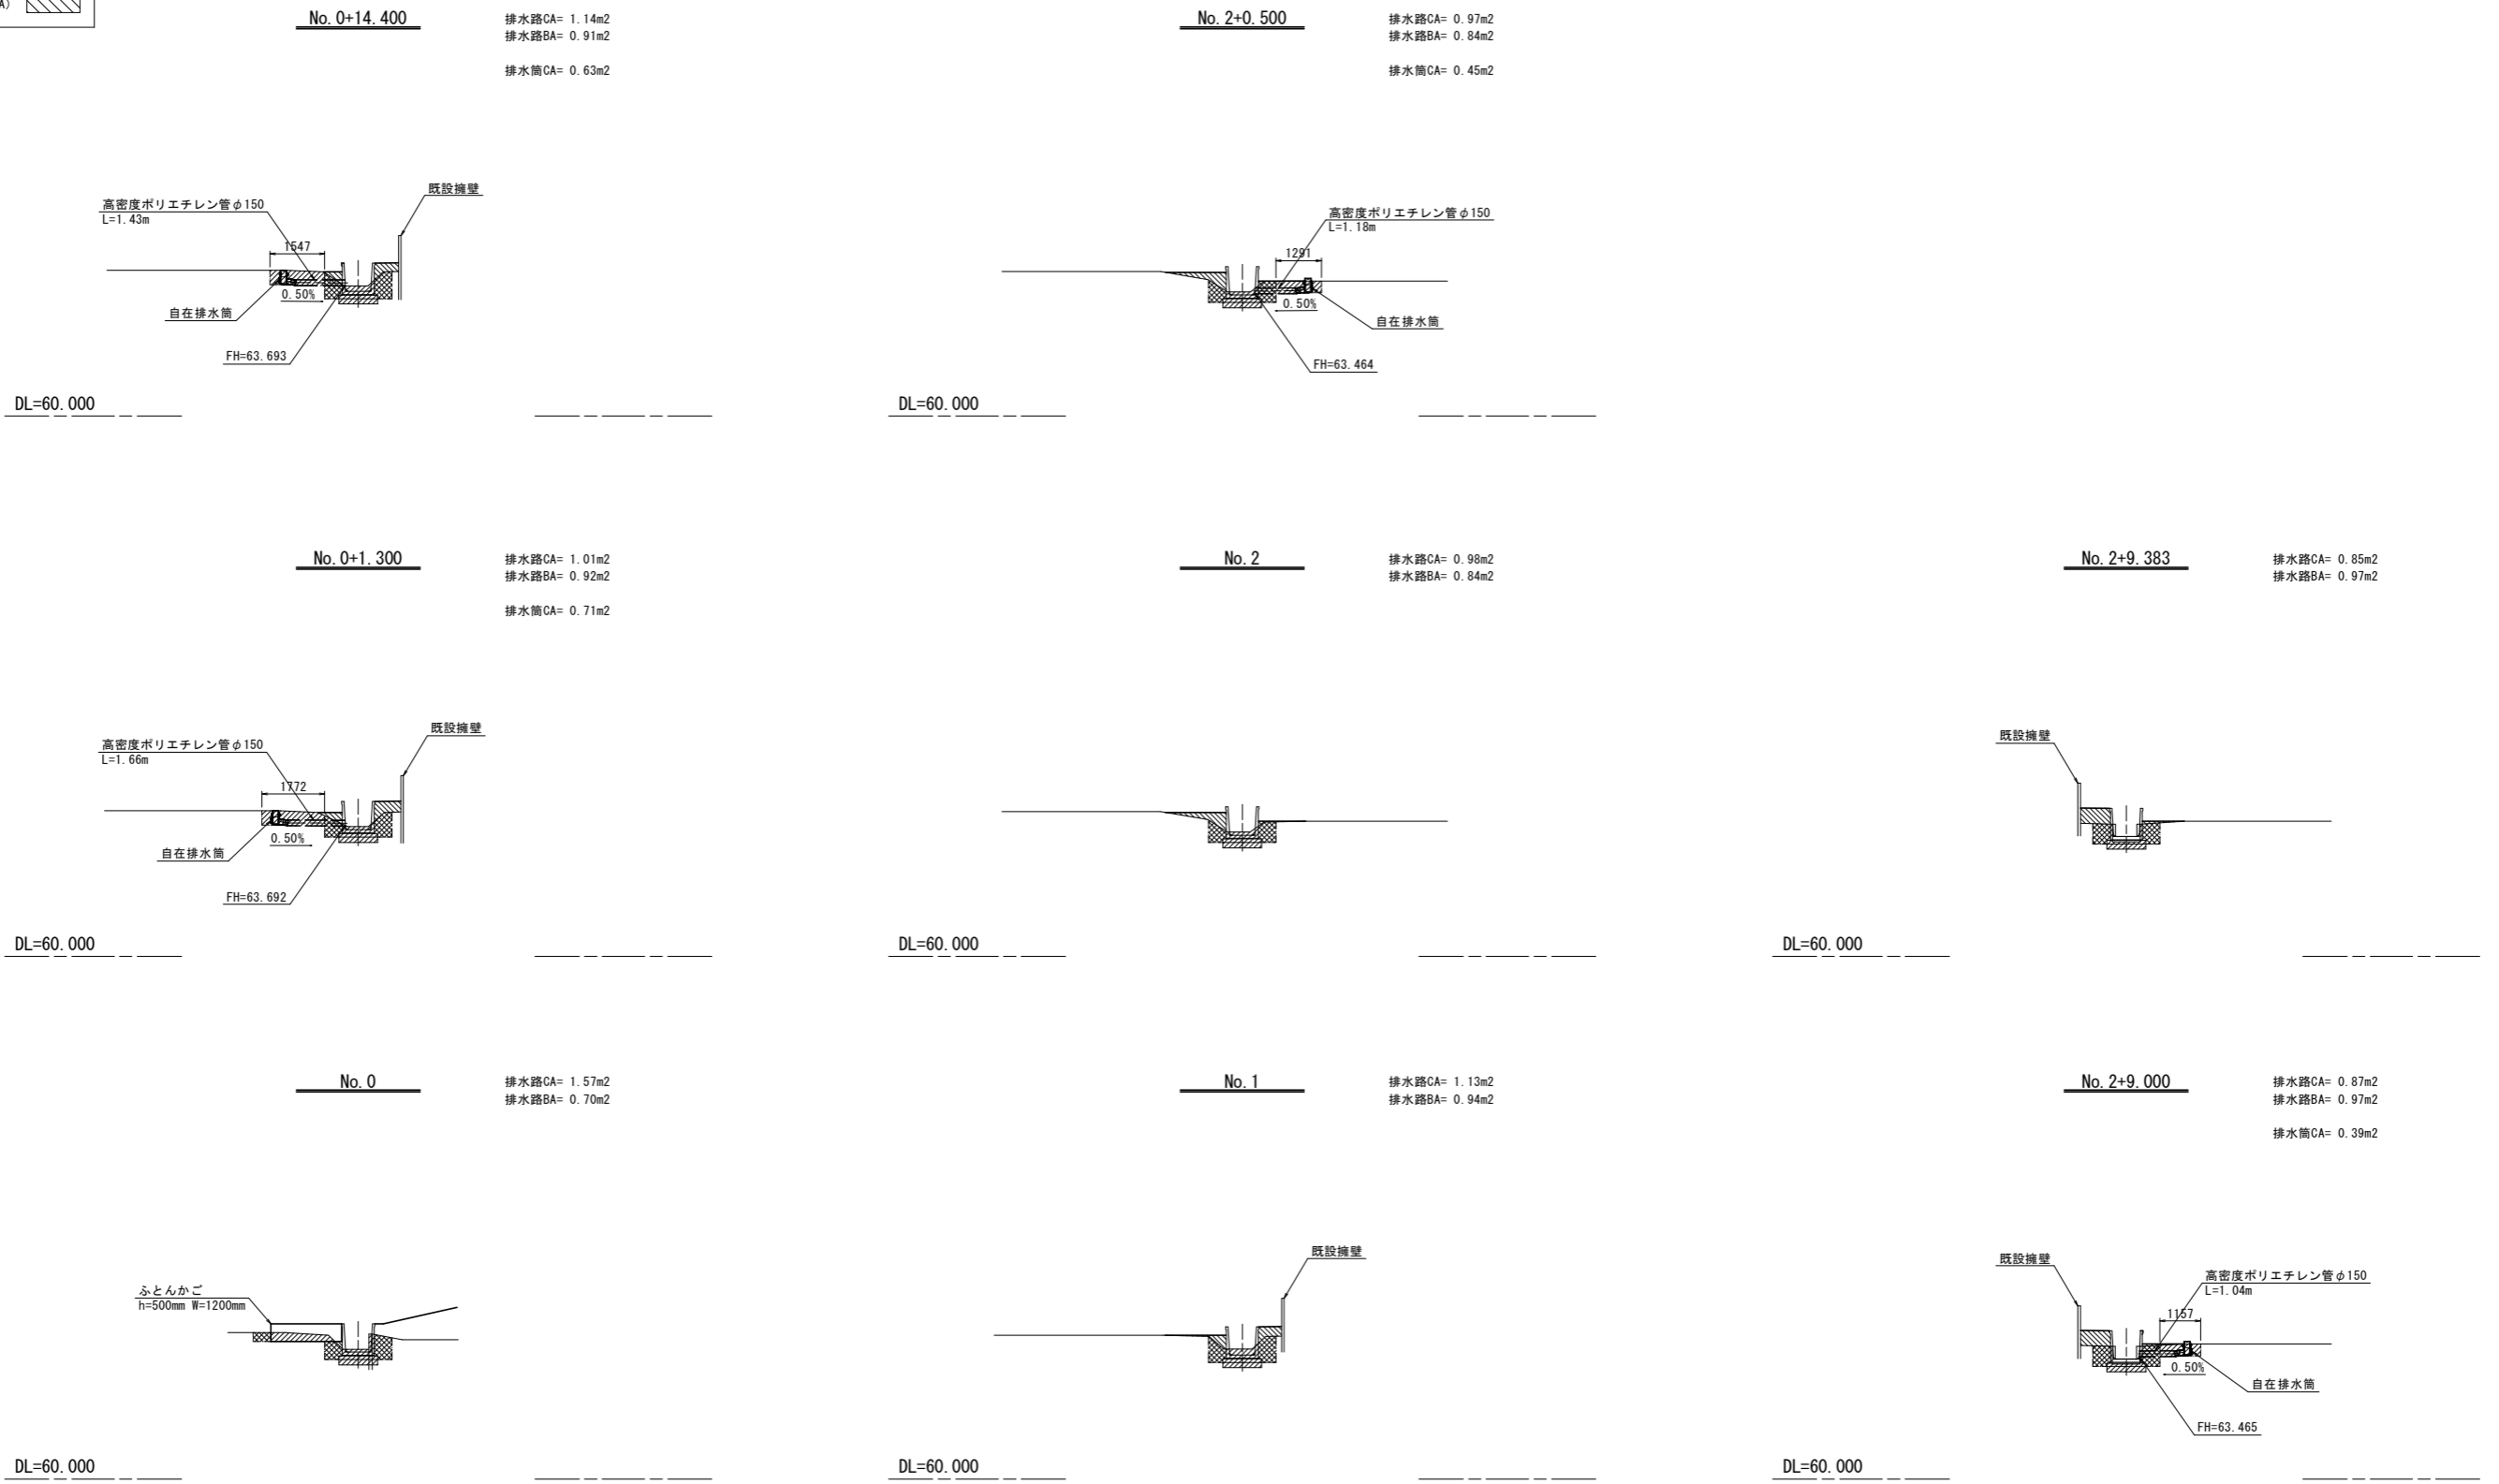 A)
No.0+14.400
排水路CA= 1.14m2
排水路BA= 0.91m2
排水筒CA= 0.63m2
既設擁壁
高密度ポリエチレン管φ150
L=1.43m
1547
0.50%
自在排水筒
FH=63.693
DL=60.000
No.2+0.500
排水路CA= 0.97m2
排水路BA= 0.84m2
排水筒CA= 0.45m2
高密度ポリエチレン管φ150
L=1.18m
1291
0.50%
自在排水筒
FH=63.464
DL=60.000
No.0+1.300
排水路CA= 1.01m2
排水路BA= 0.92m2
排水筒CA= 0.71m2
既設擁壁
高密度ポリエチレン管φ150
L=1.66m
1772
0.50%
自在排水筒
FH=63.692
DL=60.000
No.2
排水路CA= 0.98m2
排水路BA= 0.84m2
DL=60.000
No.2+9.383
排水路CA= 0.85m2
排水路BA= 0.97m2
既設擁壁
DL=60.000
No.0
排水路CA= 1.57m2
排水路BA= 0.70m2
ふとんかご
h=500mm W=1200mm
DL=60.000
No.1
排水路CA= 1.13m2
排水路BA= 0.94m2
既設擁壁
DL=60.000
No.2+9.000
排水路CA= 0.87m2
排水路BA= 0.97m2
排水筒CA= 0.39m2
既設擁壁
高密度ポリエチレン管φ150
L=1.04m
1157
0.50%
自在排水筒
FH=63.465
DL=60.000